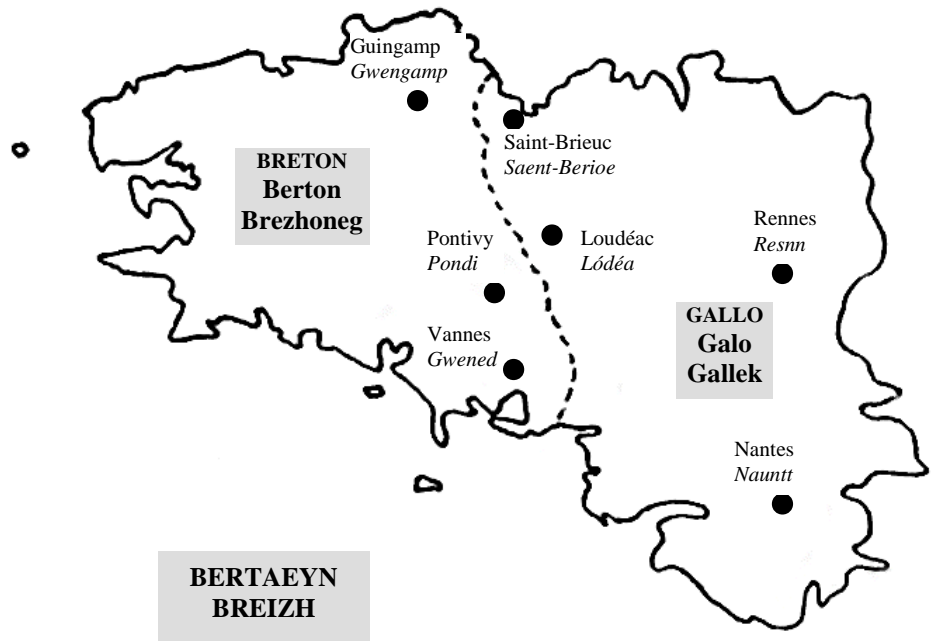 Guingamp
Gwengamp
Saint-Brieuc
Saent-Berioe
BRETON
Berton
Brezhoneg
Pontivy
Pondi
Loudéac
Lódéa
Rennes
Resnn
Vannes
Gwened
GALLO
Galo
Gallek
Nantes
Nauntt
BERTAEYN
BREIZH